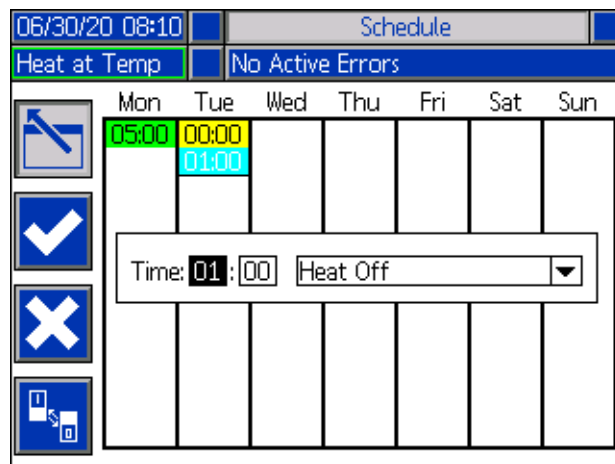 06/30/20 08:10 Schedule
Heat at Temp No Active Errors
Mon Tue Wed Thu Fri Sat Sun
05:00 00:00
01:00
Time: 01 : 00 Heat Off